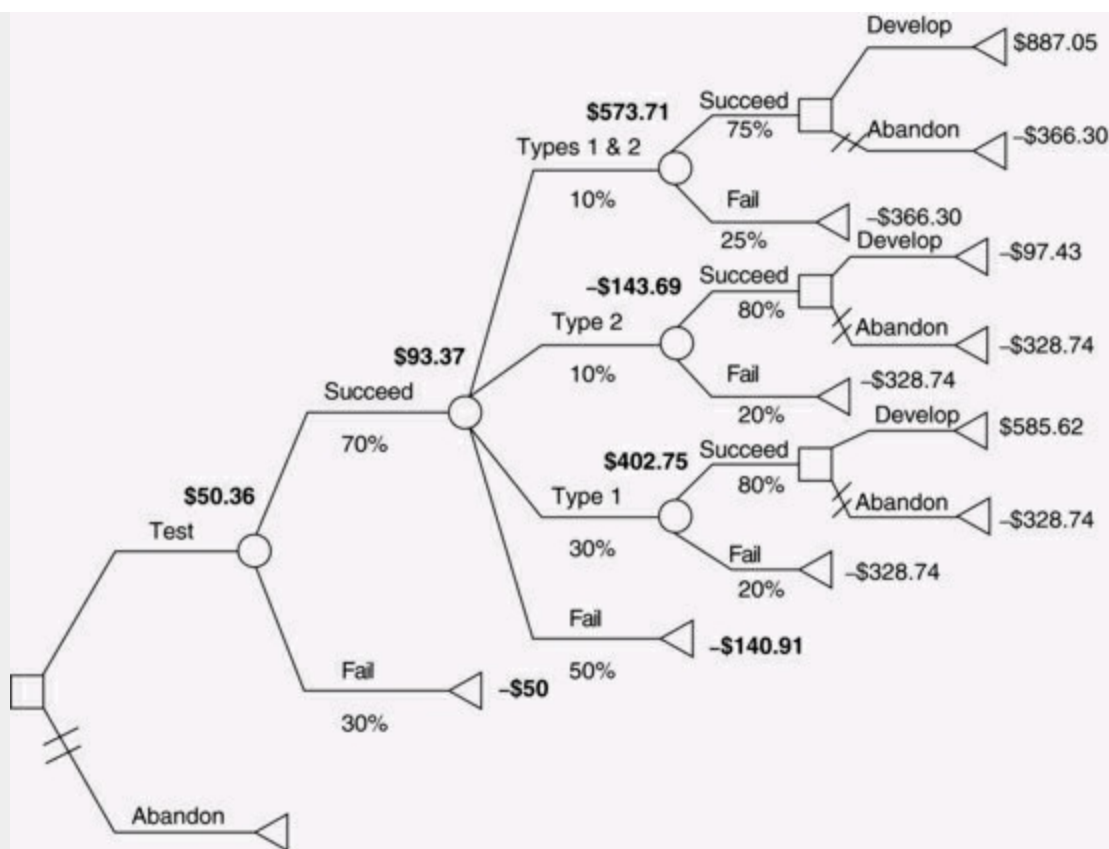 Develop
$887.05
$573.71
Succeed
75%
Abandon
–$366.30
Types 1 & 2
10%
Fail
25%
–$366.30
Develop
–$97.43
–$143.69
Succeed
80%
Type 2
10%
Abandon
–$328.74
Fail
20%
–$328.74
$93.37
Succeed
70%
Develop
$585.62
$402.75
Succeed
80%
Type 1
30%
Abandon
–$328.74
Fail
20%
–$328.74
$50.36
Test
Fail
50%
–$140.91
Fail
30%
–$50
Abandon